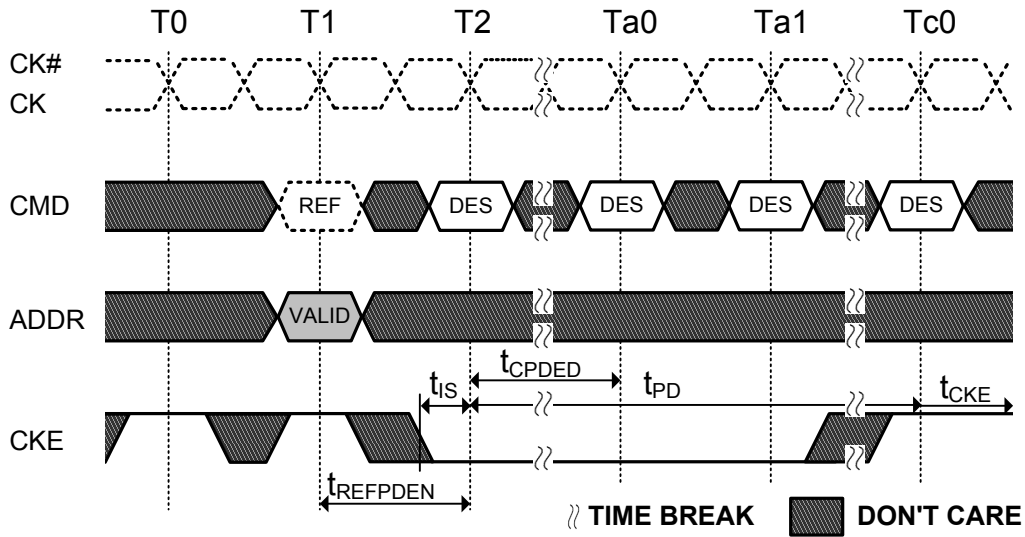 T0 T1 T2 Ta0 Ta1 Tc0
CK#
CK
CMD REF DES DES DES DES
ADDR VALID
tCPDED
tIS tPD tCKE
CKE
tREFPDEN
TIME BREAK DON'T CARE